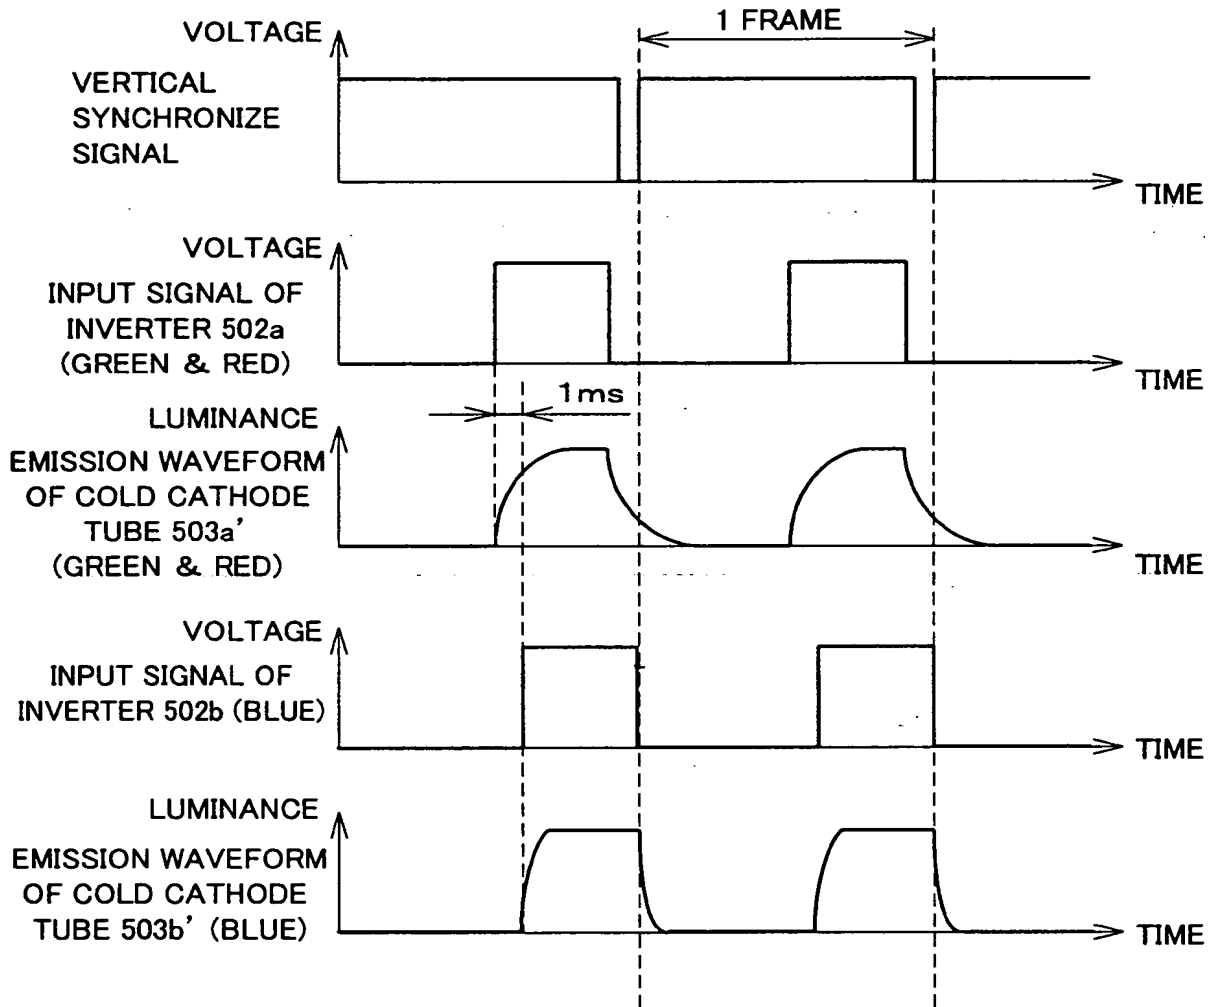 1 FRAME
VOLTAGE
VERTICAL
SYNCHRONIZE
SIGNAL
TIME
VOLTAGE
INPUT SIGNAL OF
INVERTER 502a
(GREEN & RED)
TIME
1ms
LUMINANCE
EMISSION WAVEFORM
OF COLD CATHODE
TUBE 503a'
(GREEN & RED)
TIME
VOLTAGE
INPUT SIGNAL OF
INVERTER 502b (BLUE)
TIME
LUMINANCE
EMISSION WAVEFORM
OF COLD CATHODE
TUBE 503b' (BLUE)
TIME